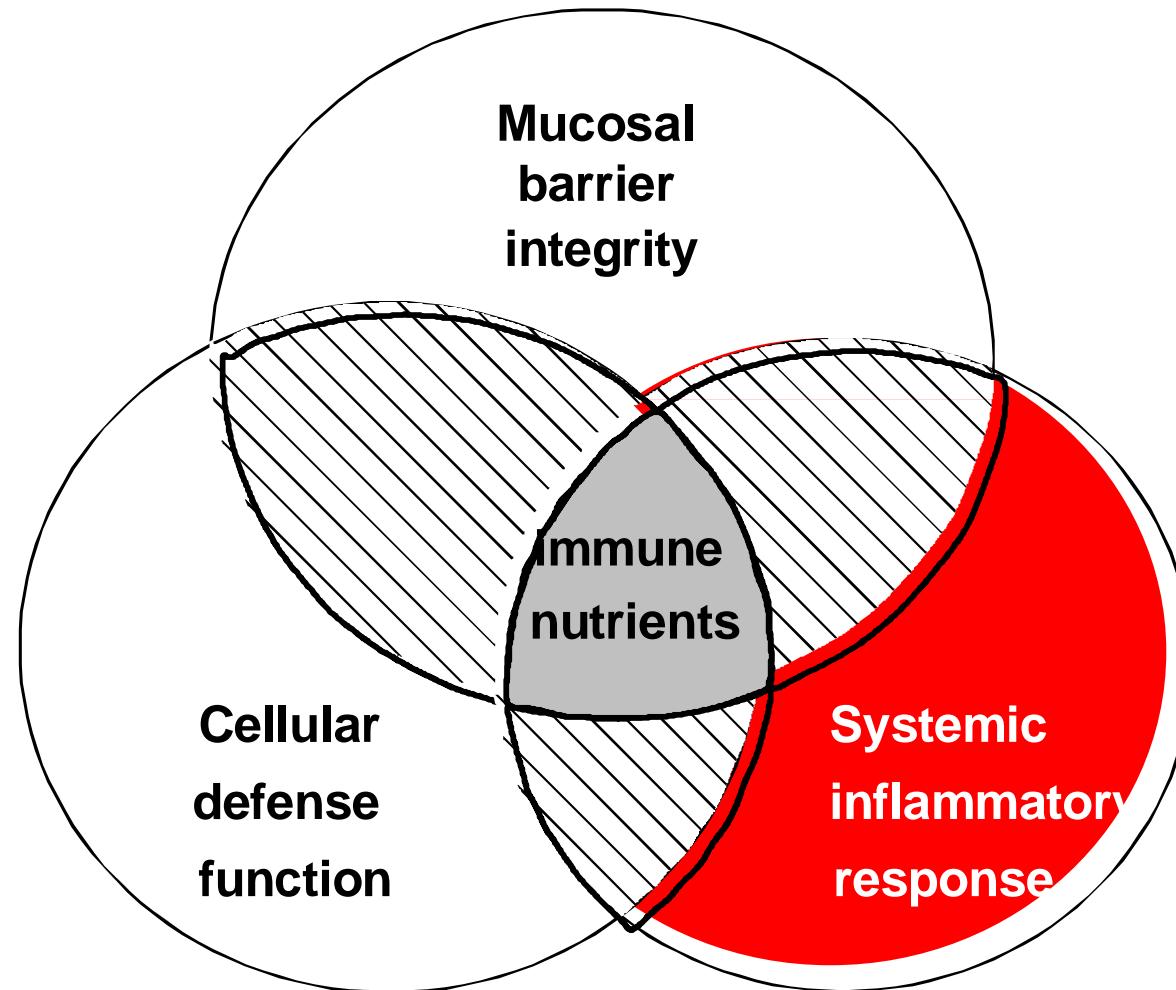 Mucosal
barrier
integrity
immune
nutrients
Cellular
defense
function
Systemic
inflammatory
response